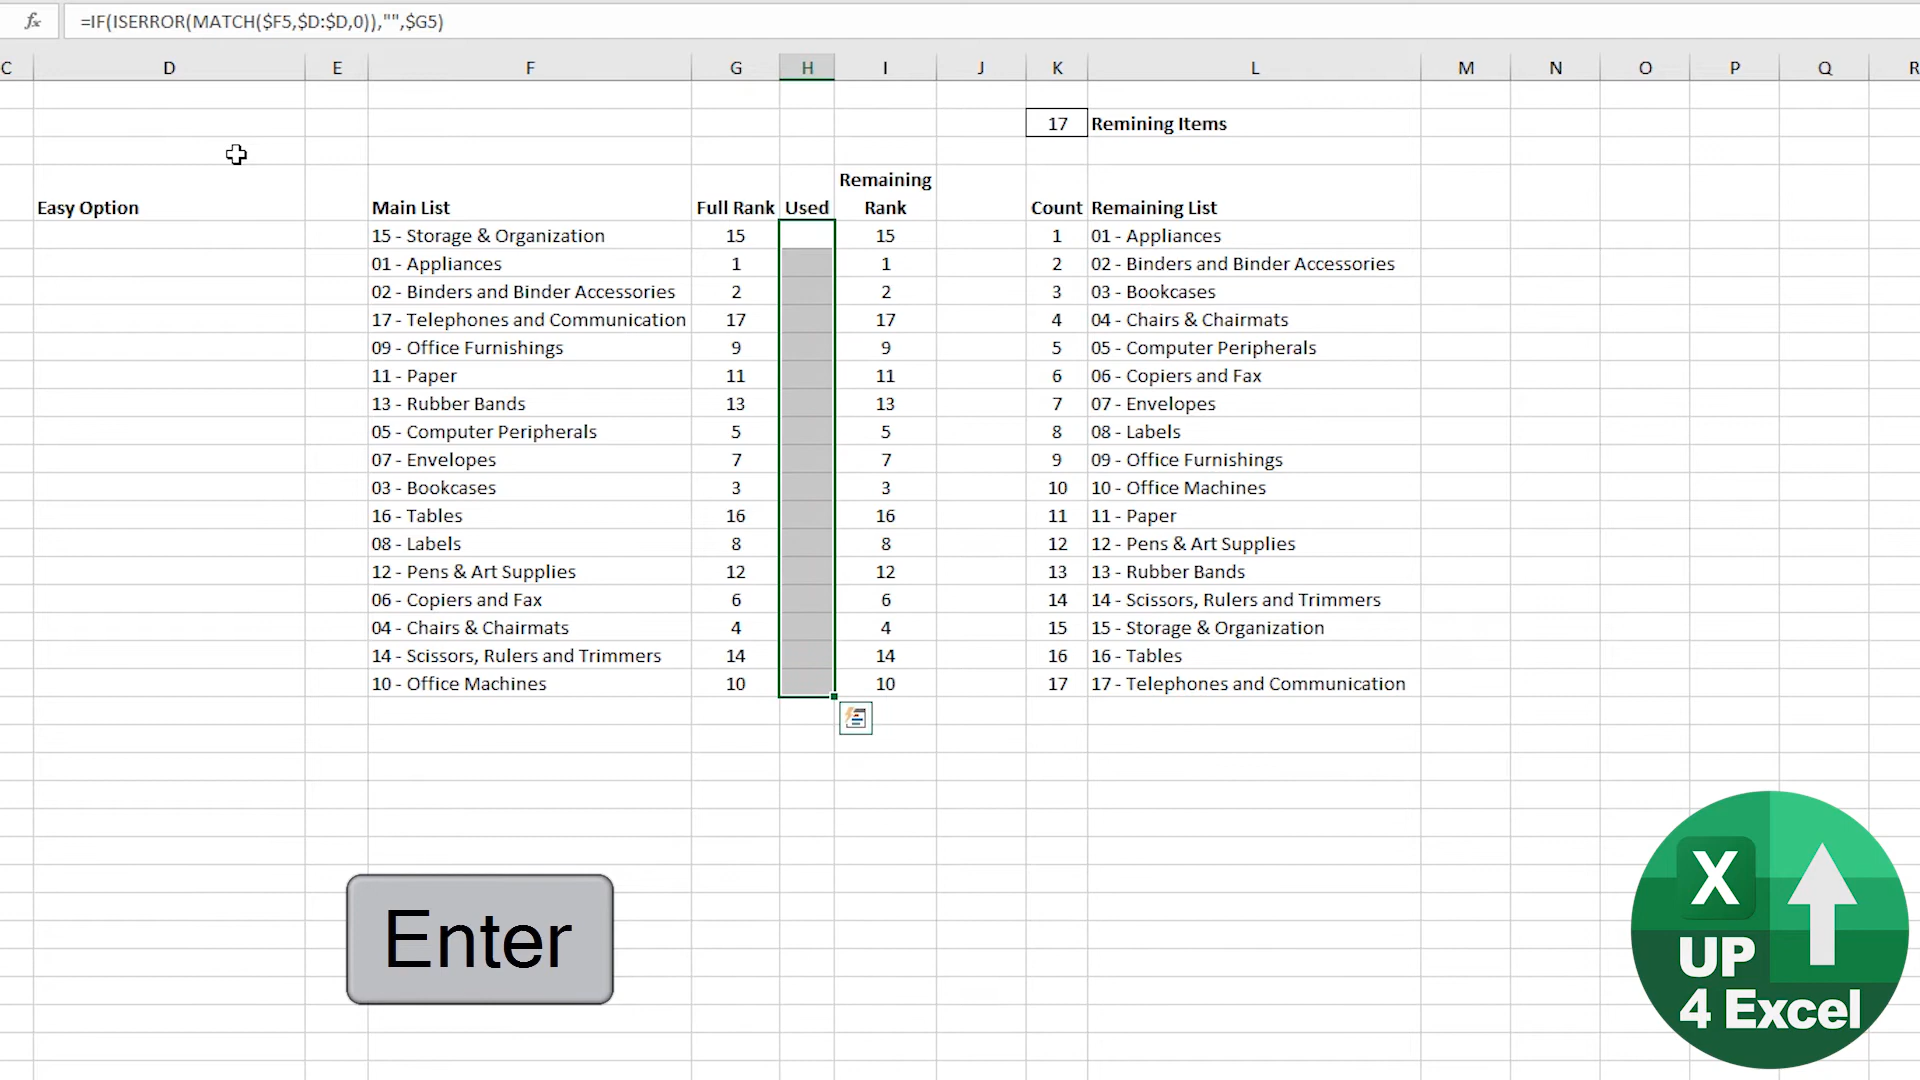 fx =IF(ISERROR(MATCH($F5,$D:$D,0)),"",$G5)
C D E F G H I J K L M N O P Q R
17 Remining Items
Remaining
Easy Option Main List Full Rank Used Rank Count Remaining List
15 - Storage & Organization 15 15 1 01 - Appliances
01 - Appliances 1 1 2 02 - Binders and Binder Accessories
02 - Binders and Binder Accessories 2 2 3 03 - Bookcases
17 - Telephones and Communication 17 17 4 04 - Chairs & Chairmats
09 - Office Furnishings 9 9 5 05 - Computer Peripherals
11 - Paper 11 11 6 06 - Copiers and Fax
13 - Rubber Bands 13 13 7 07 - Envelopes
05 - Computer Peripherals 5 5 8 08 - Labels
07 - Envelopes 7 7 9 09 - Office Furnishings
03 - Bookcases 3 3 10 10 - Office Machines
16 - Tables 16 16 11 11 - Paper
08 - Labels 8 8 12 12 - Pens & Art Supplies
12 - Pens & Art Supplies 12 12 13 13 - Rubber Bands
06 - Copiers and Fax 6 6 14 14 - Scissors, Rulers and Trimmers
04 - Chairs & Chairmats 4 4 15 15 - Storage & Organization
14 - Scissors, Rulers and Trimmers 14 14 16 16 - Tables
10 - Office Machines 10 10 17 17 - Telephones and Communication
Enter
X
UP
4 Excel